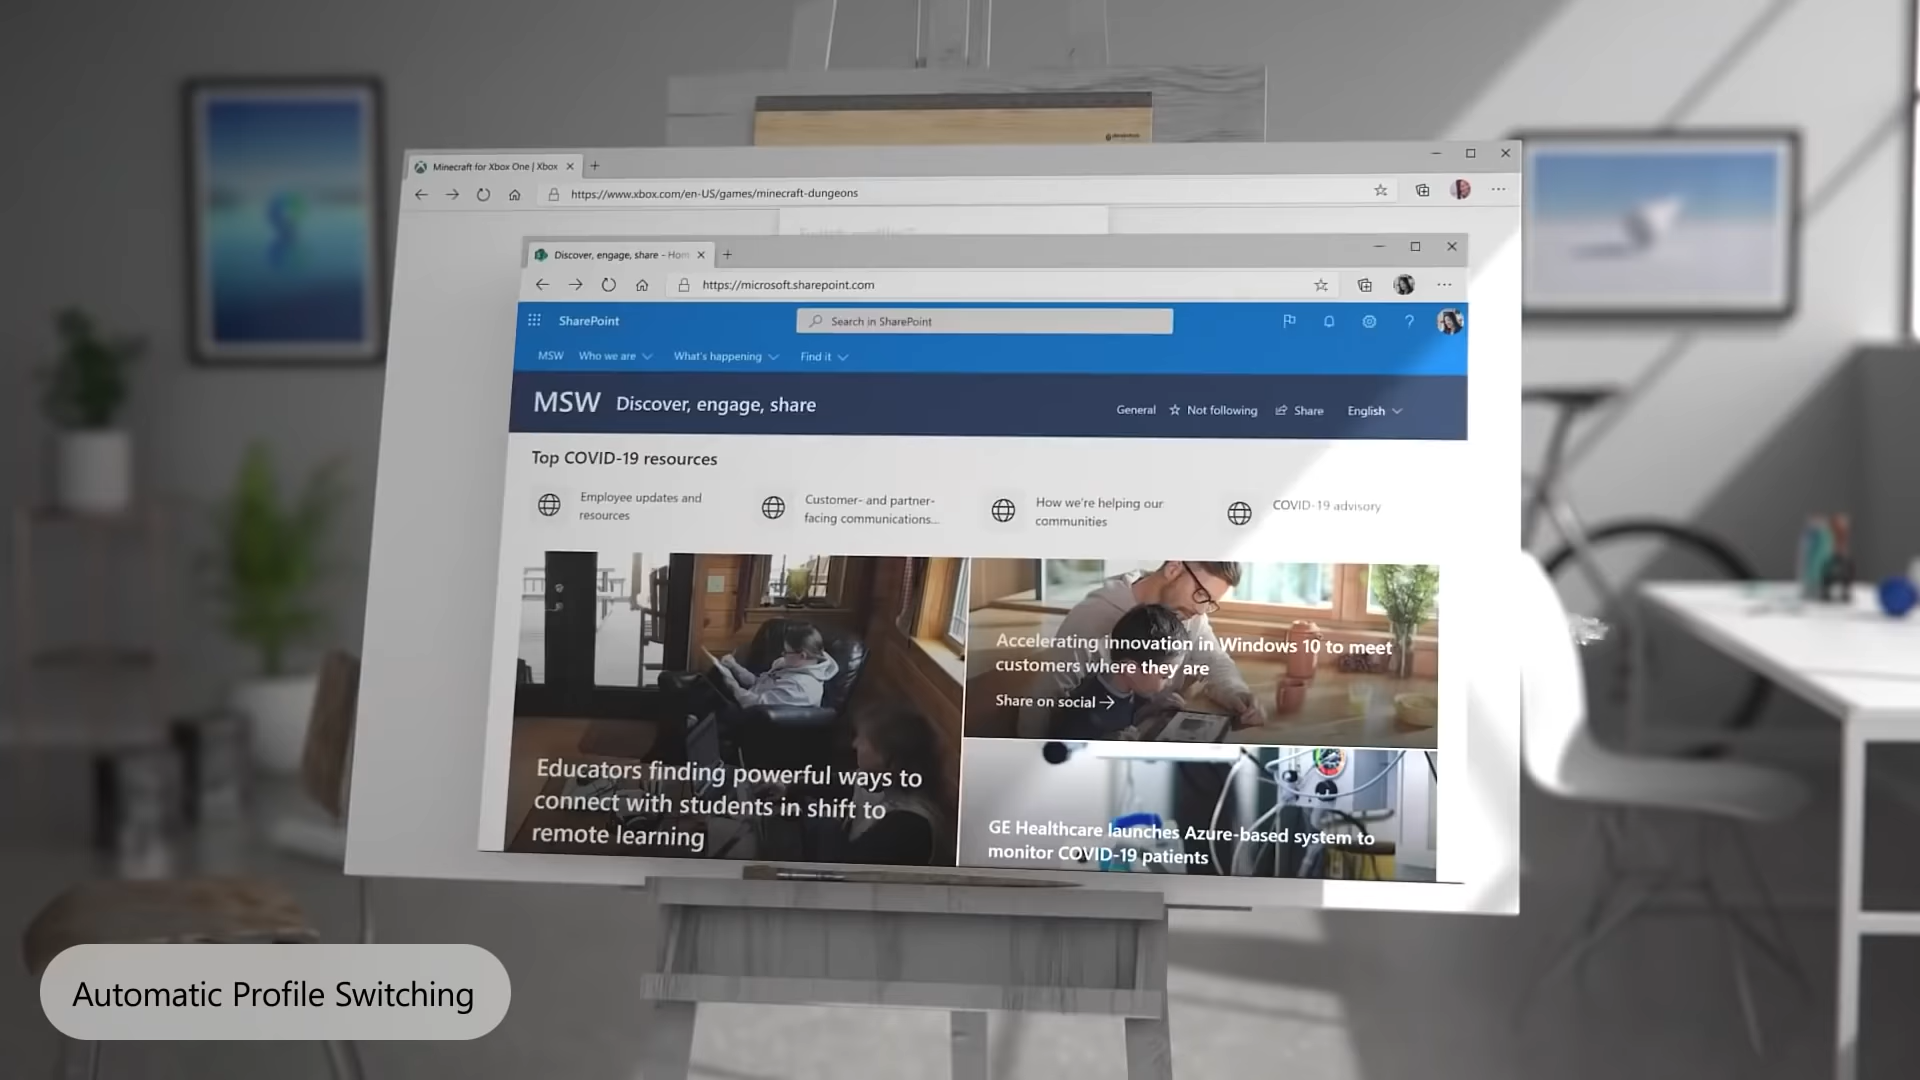 Minecraft for Xbox One | Xbox
https://www.xbox.com/en-US/games/minecraft-dungeons
Discover, engage, share - Hom
https://microsoft.sharepoint.com
SharePoint
Search in SharePoint
?
MSW
Who we are
What's happening
Find it
MSW
Discover, engage, share
General
Not following
Share
English
Top COVID-19 resources
Employee updates and
resources
Customer- and partner-
facing communications...
How we're helping our
communities
COVID-19 advisory
Accelerating innovation in Windows 10 to meet
customers where they are
Share on social
Educators finding powerful ways to
connect with students in shift to
remote learning
GE Healthcare launches Azure-based system to
monitor COVID-19 patients
Automatic Profile Switching